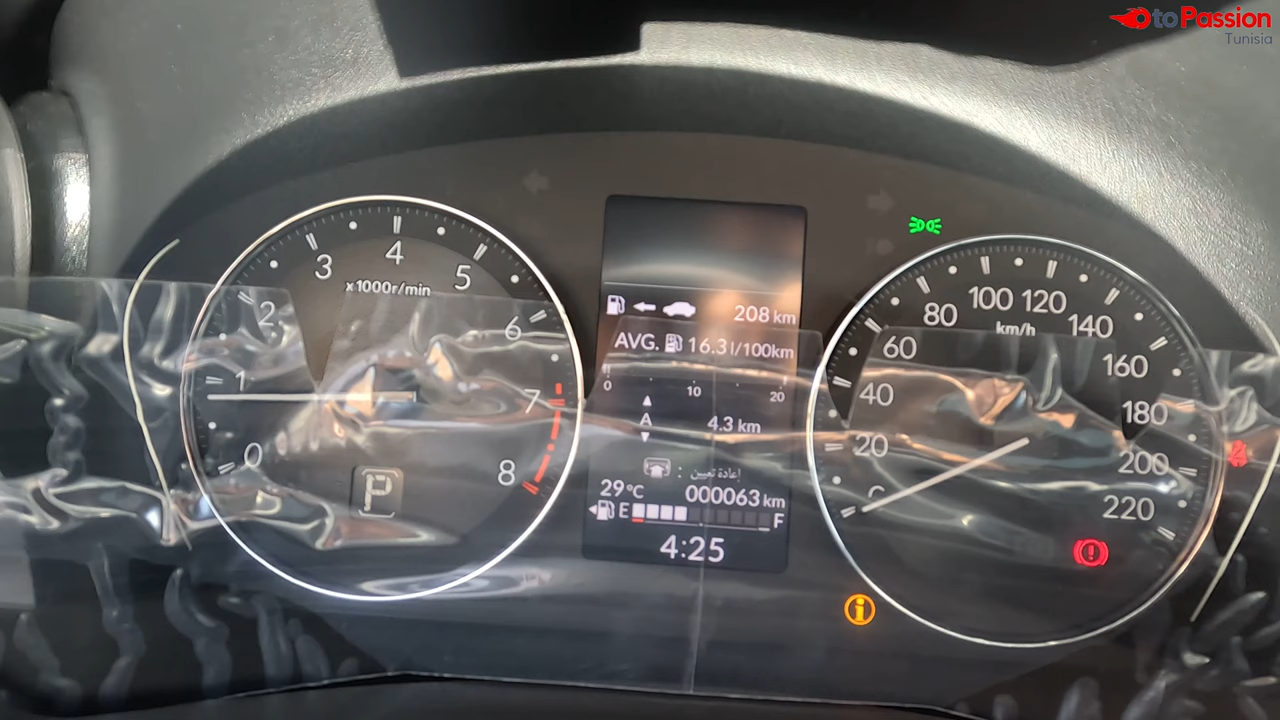 toPassion
Tunisia
0
1
2
3
4
5
6
7
8
x1000r/min
P
208 km
AVG. 16.3 l/100km
0 10 20
A 4.3 km
إعادة تعيين :
29°C 000063 km
E F
4:25
20
40
60
80
100
120
140
160
180
200
220
km/h